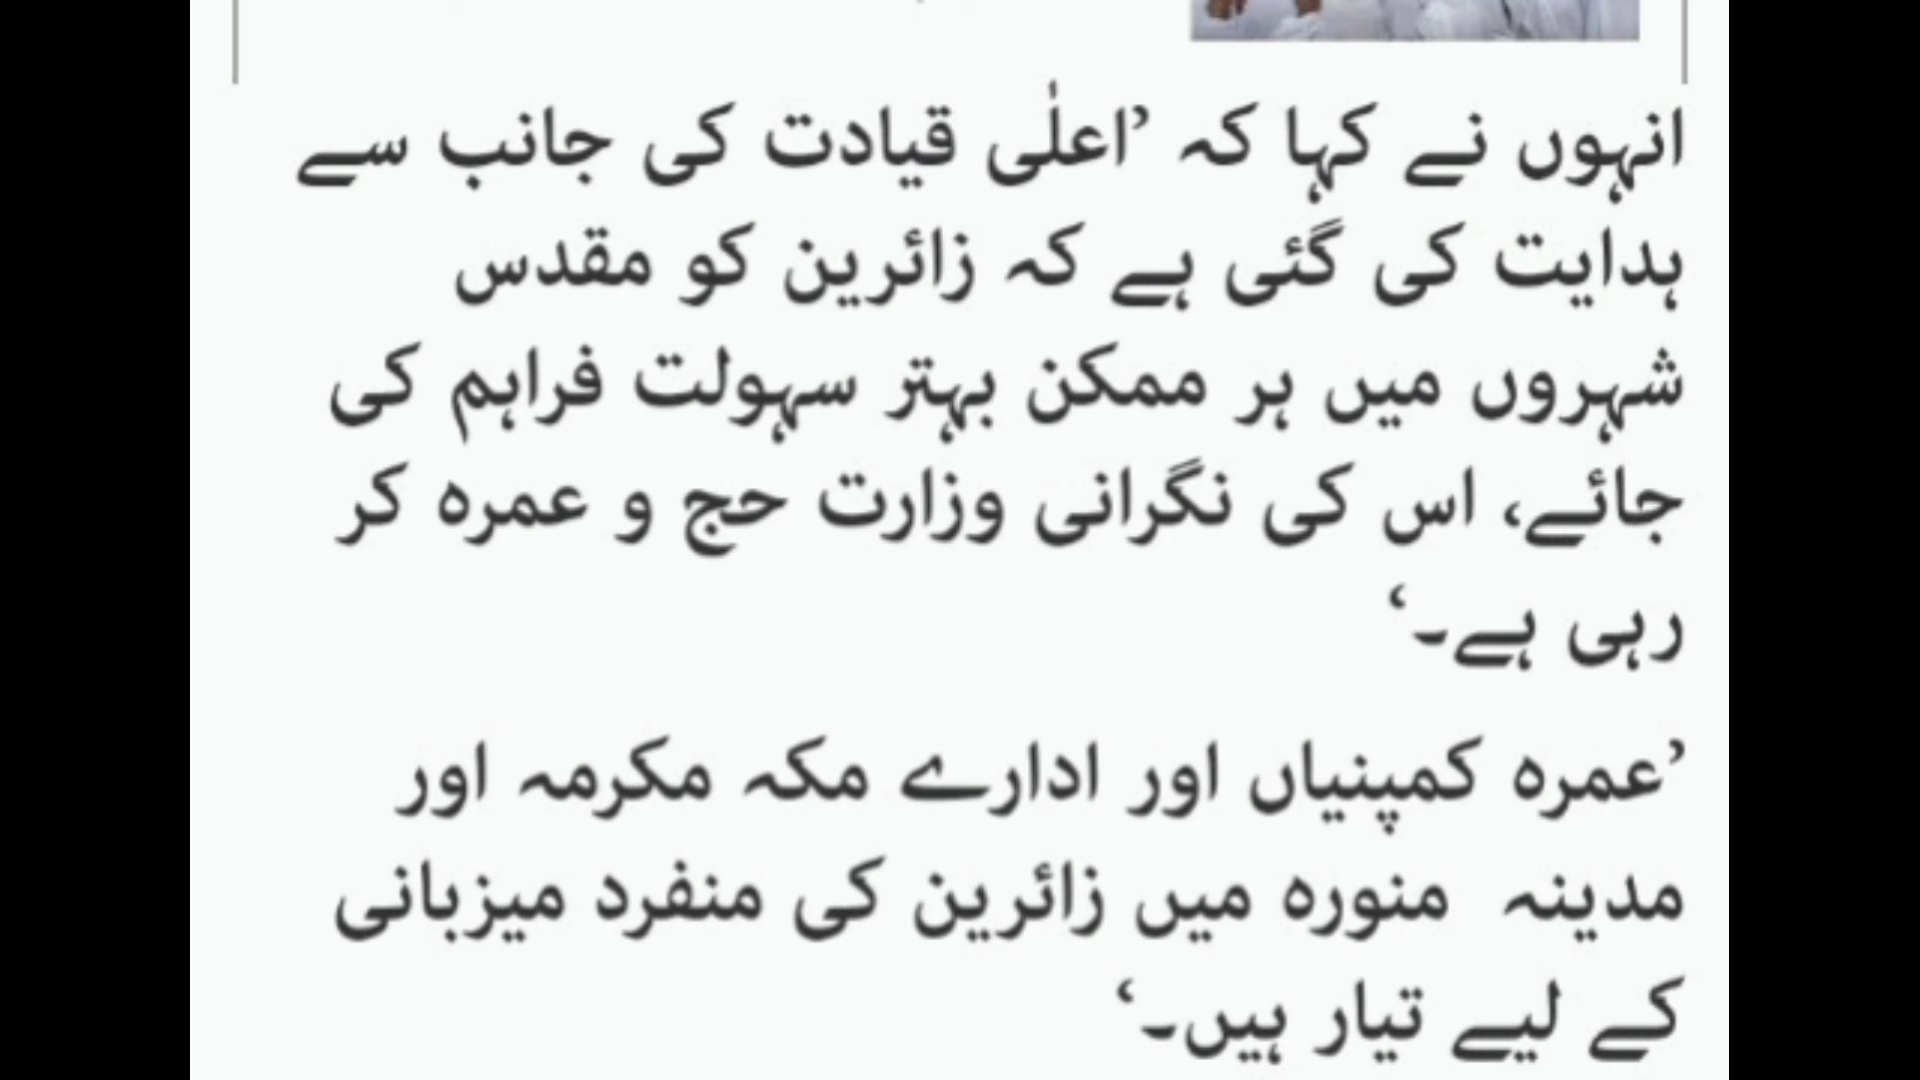 انہوں نے کہا کہ ’اعلٰی قیادت کی جانب سے
ہدایت کی گئی ہے کہ زائرین کو مقدس
شہروں میں ہر ممکن بہتر سہولت فراہم کی
جائے، اس کی نگرانی وزارت حج و عمرہ کر
رہی ہے۔‘
’عمرہ کمپنیاں اور ادارے مکہ مکرمہ اور
مدینہ منورہ میں زائرین کی منفرد میزبانی
کے لیے تیار ہیں۔‘